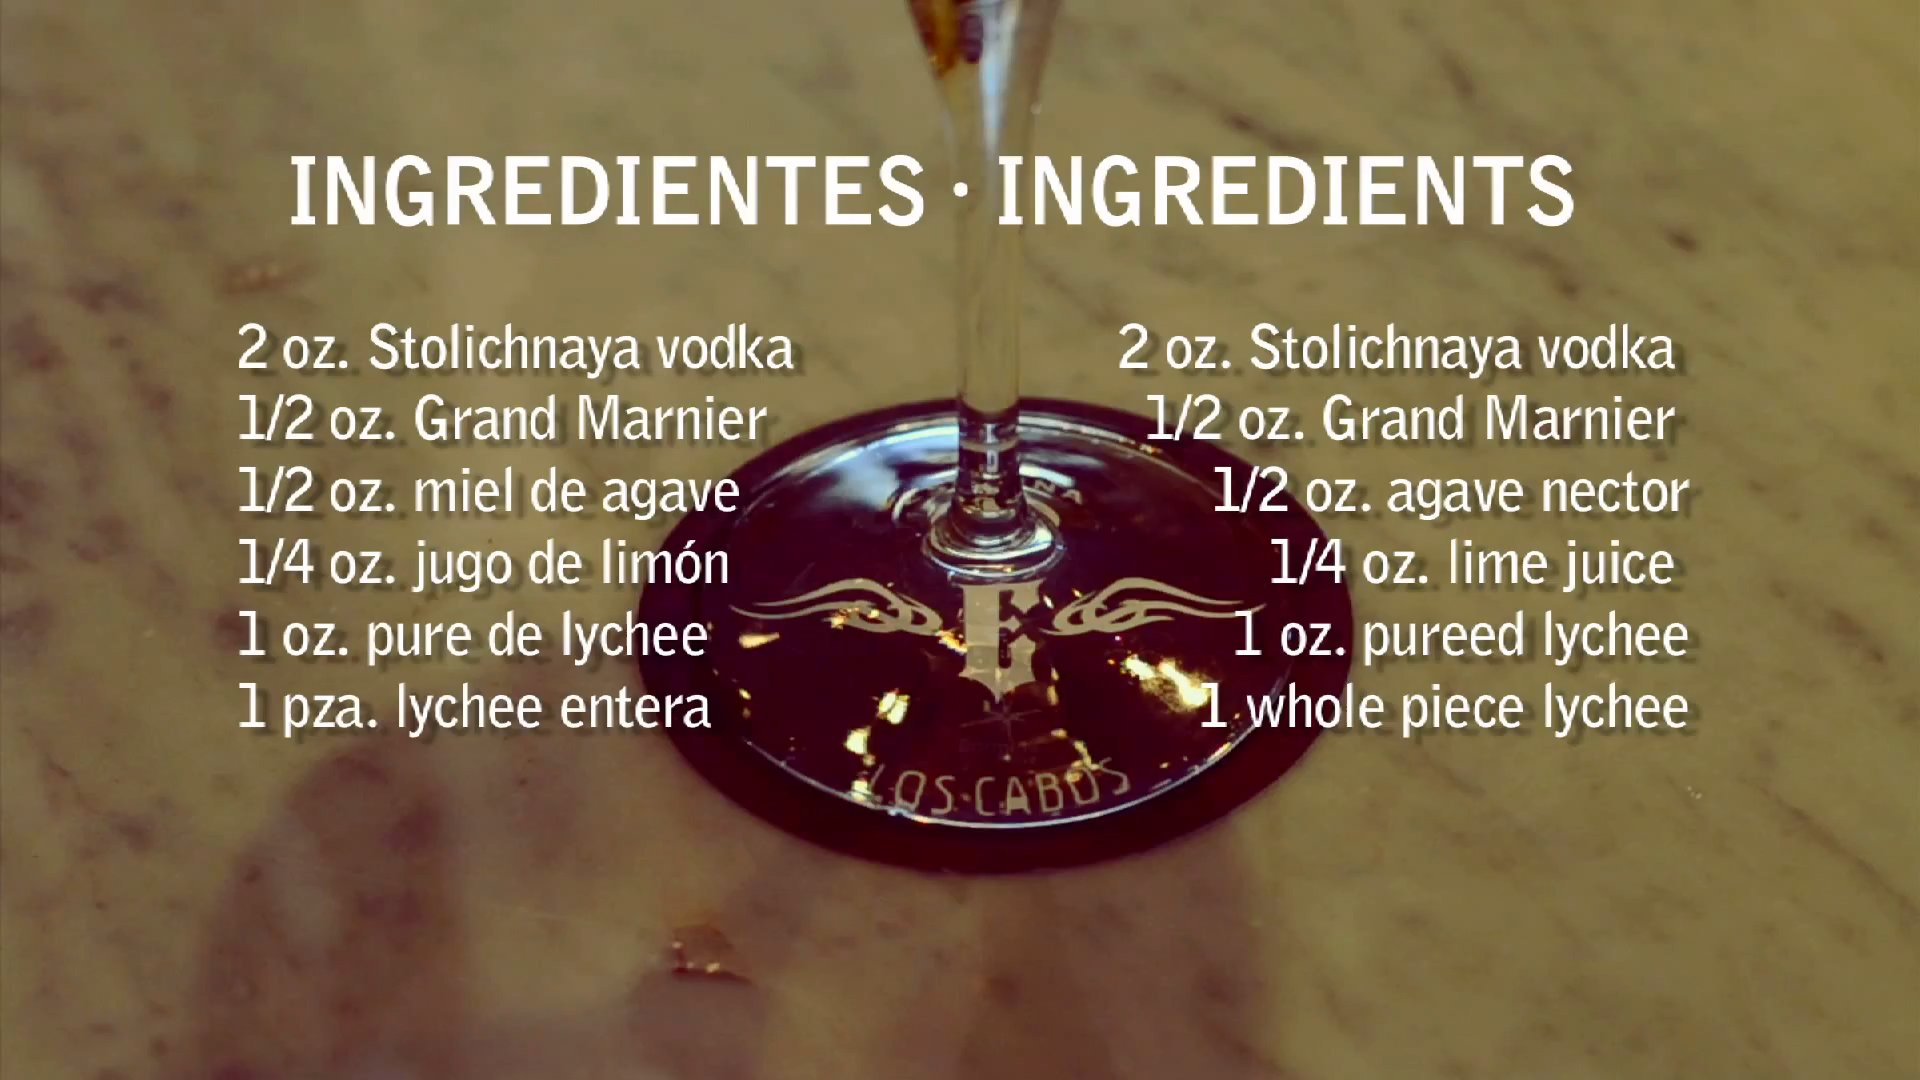 INGREDIENTES · INGREDIENTS
2 oz. Stolichnaya vodka
1/2 oz. Grand Marnier
1/2 oz. miel de agave
1/4 oz. jugo de limón
1 oz. pure de lychee
1 pza. lychee entera
2 oz. Stolichnaya vodka
1/2 oz. Grand Marnier
1/2 oz. agave nector
1/4 oz. lime juice
1 oz. pureed lychee
1 whole piece lychee
E
LOS·CABOS